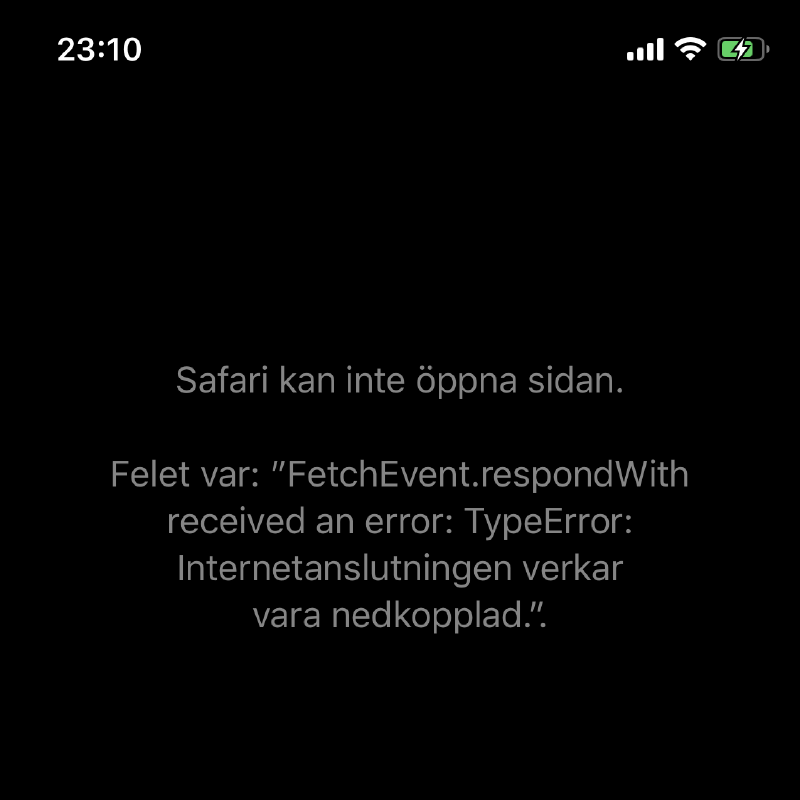 23:10
Safari kan inte öppna sidan.
Felet var: ”FetchEvent.respondWith
received an error: TypeError:
Internetanslutningen verkar
vara nedkopplad.”.